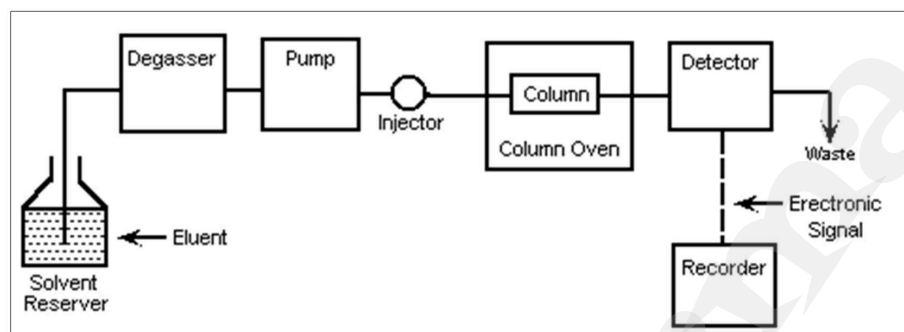 Degasser
Pump
Injector
Column
Column Oven
Detector
Waste
Erectronic
Signal
Recorder
Eluent
Solvent
Reserver